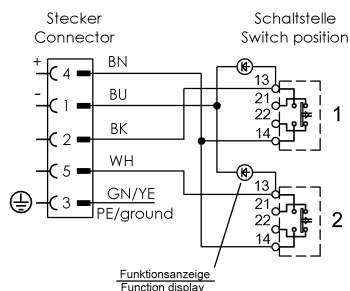 Stecker
Connector
Schaltstelle
Switch position
+
4
BN
-
1
BU
2
BK
5
WH
3
GN/YE
PE/ground
13
21
22
14
1
13
21
22
14
2
Funktionsanzeige
Function display